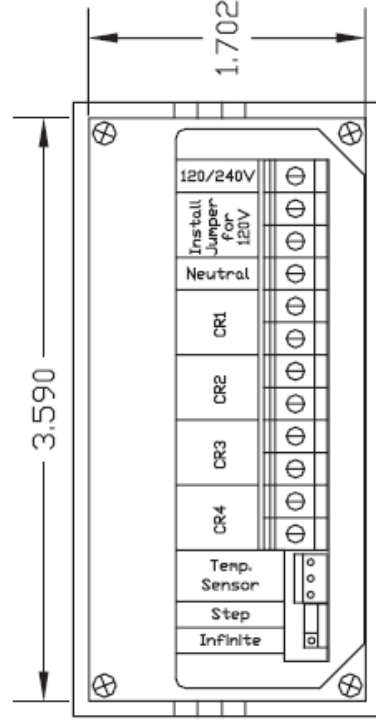 1.702
3.590
120/240V
Install
Jumper
for
120V
Neutral
CR1
CR2
CR3
CR4
Temp.
Sensor
Step
Infinite